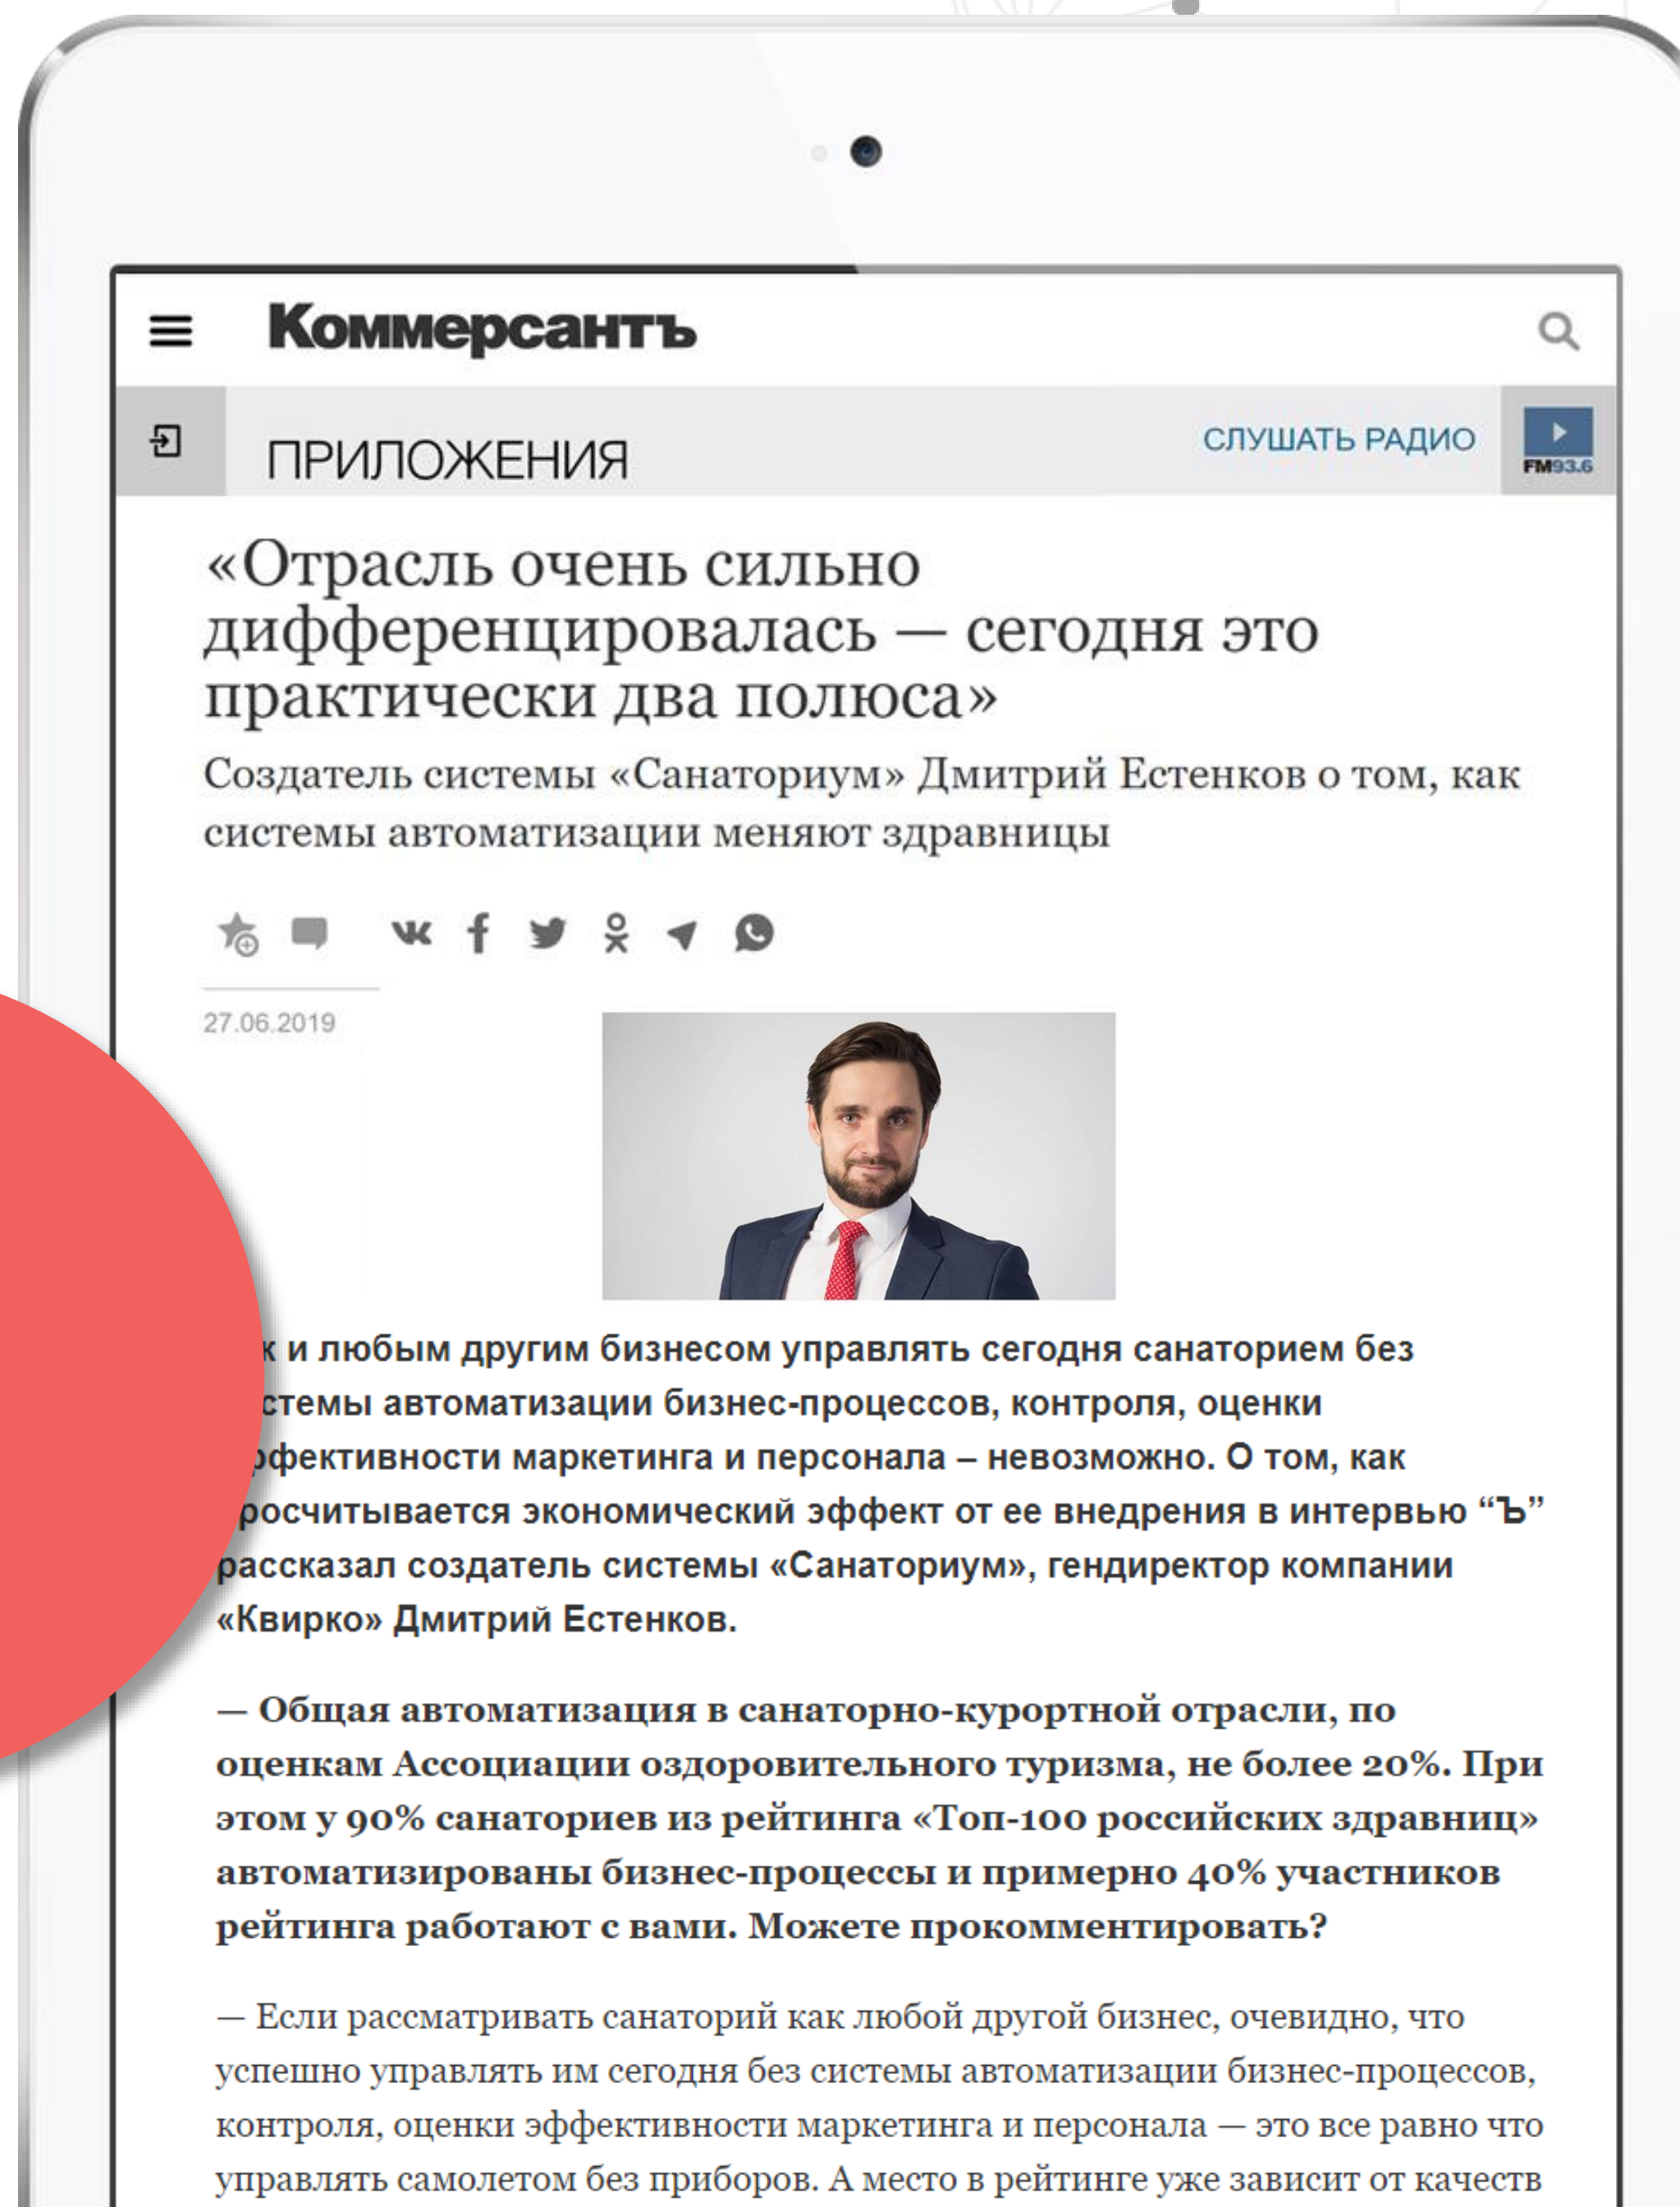 Коммерсантъ
ПРИЛОЖЕНИЯ
СЛУШАТЬ РАДИО
FM93.6
«Отрасль очень сильно
дифференцировалась — сегодня это
практически два полюса»
Создатель системы «Санаториум» Дмитрий Естенков о том, как
системы автоматизации меняют здравницы
27.06.2019
и любым другим бизнесом управлять сегодня санаторием без
автоматизации бизнес-процессов, контроля, оценки
маркетинга и персонала – невозможно. О том, как
экономический эффект от ее внедрения в интервью “Ъ”
рассказал создатель системы «Санаториум», гендиректор компании
«Квирко» Дмитрий Естенков.
— Общая автоматизация в санаторно-курортной отрасли, по
оценкам Ассоциации оздоровительного туризма, не более 20%. При
этом у 90% санаториев из рейтинга «Топ-100 российских здравниц»
автоматизированы бизнес-процессы и примерно 40% участников
рейтинга работают с вами. Можете прокомментировать?
— Если рассматривать санаторий как любой другой бизнес, очевидно, что
успешно управлять им сегодня без системы автоматизации бизнес-процессов,
контроля, оценки эффективности маркетинга и персонала — это все равно что
управлять самолетом без приборов. А место в рейтинге уже зависит от качеств